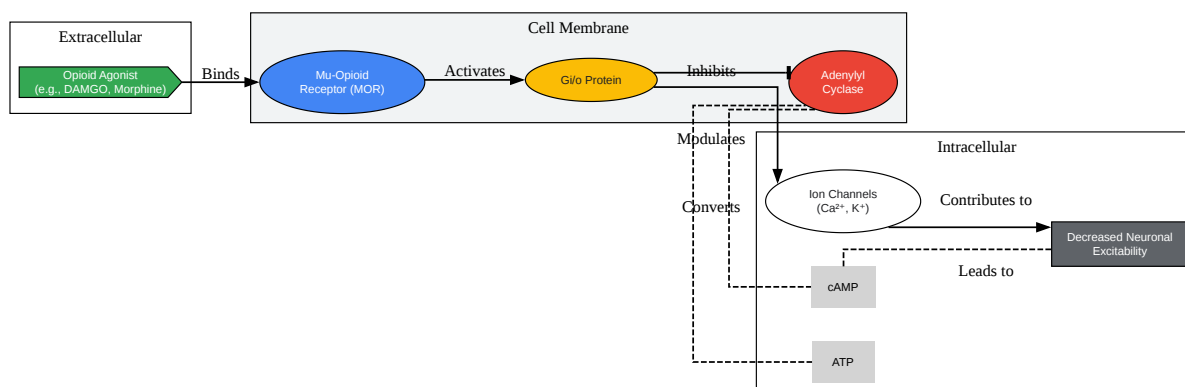 Extracellular
Cell Membrane
Opioid Agonist
(e.g., DAMGO, Morphine)
Binds
Mu-Opioid
Receptor (MOR)
Activates
Gi/o Protein
Inhibits
Adenylyl
Cyclase
Modulates
Intracellular
Ion Channels
(Ca²⁺, K⁺)
Converts
Contributes to
Decreased Neuronal
Excitability
Leads to
cAMP
ATP